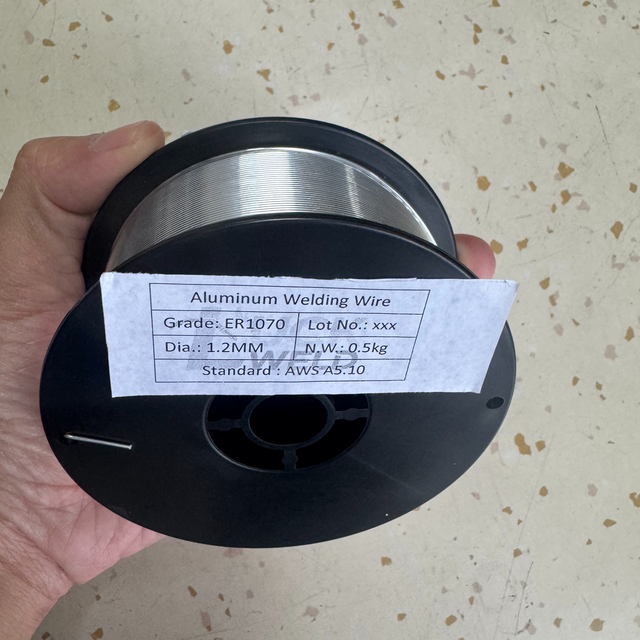 Aluminum Welding Wire
Grade: ER1070 Lot No.: xxx
Dia.: 1.2MM N.W.: 0.5kg
Standard : AWS A5.10